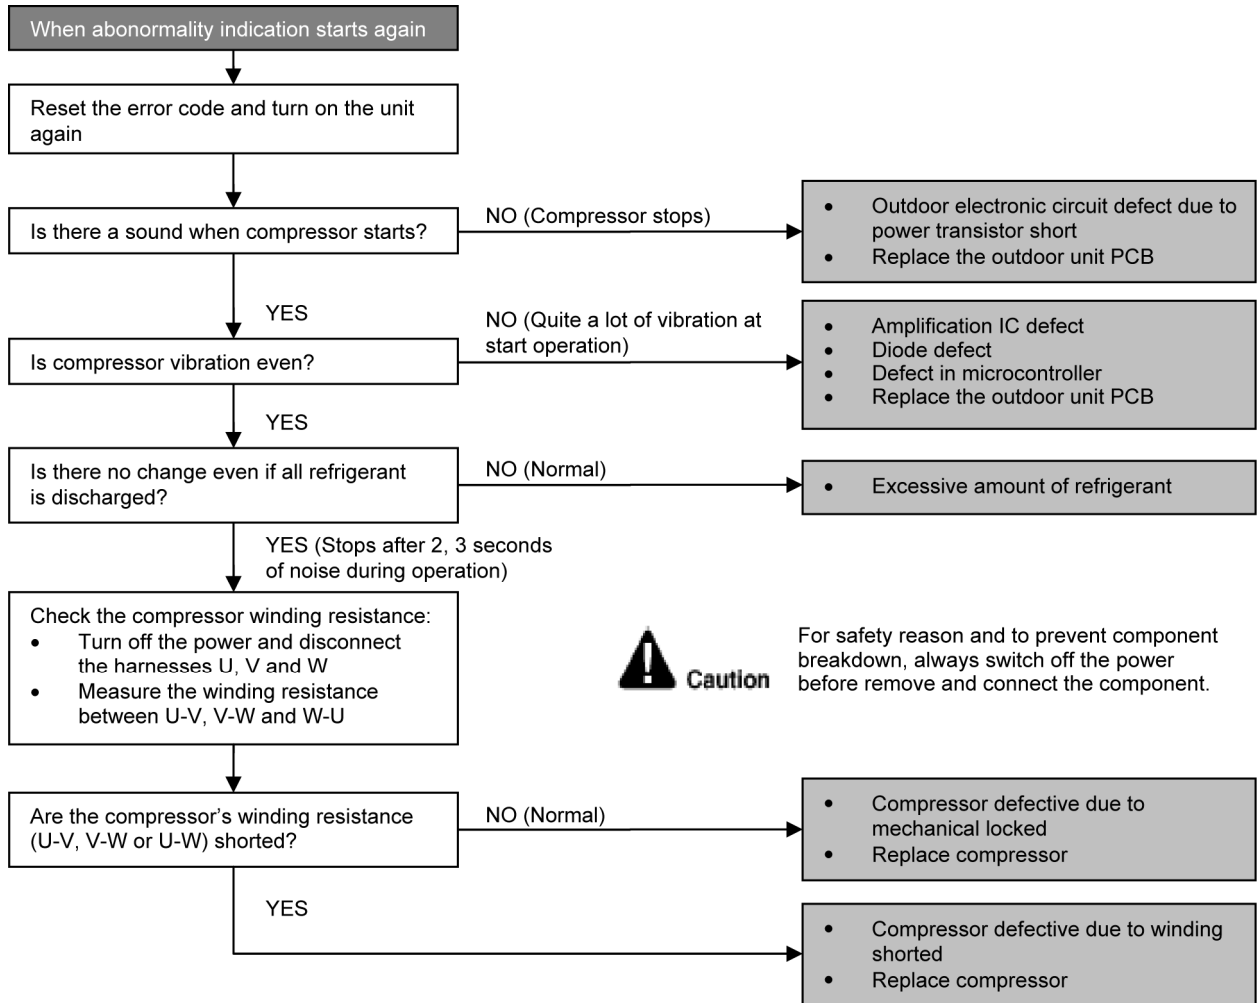 When abonormality indication starts again
Reset the error code and turn on the unit
again
Is there a sound when compressor starts?
NO (Compressor stops)
• Outdoor electronic circuit defect due to
power transistor short
• Replace the outdoor unit PCB
YES
Is compressor vibration even?
NO (Quite a lot of vibration at
start operation)
• Amplification IC defect
• Diode defect
• Defect in microcontroller
• Replace the outdoor unit PCB
YES
Is there no change even if all refrigerant
is discharged?
NO (Normal)
• Excessive amount of refrigerant
YES (Stops after 2, 3 seconds
of noise during operation)
Check the compressor winding resistance:
• Turn off the power and disconnect
the harnesses U, V and W
• Measure the winding resistance
between U-V, V-W and W-U
Caution
For safety reason and to prevent component
breakdown, always switch off the power
before remove and connect the component.
Are the compressor’s winding resistance
(U-V, V-W or U-W) shorted?
NO (Normal)
• Compressor defective due to
mechanical locked
• Replace compressor
YES
• Compressor defective due to winding
shorted
• Replace compressor